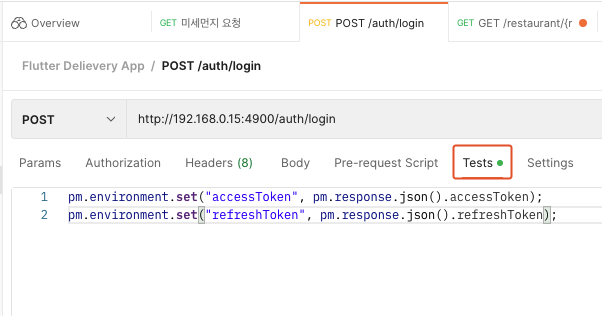 Overview
GET 미세먼지 요청
POST POST /auth/login
GET GET /restaurant/{r
Flutter Delievery App / POST /auth/login
POST
http://192.168.0.15:4900/auth/login
Params Authorization Headers (8) Body Pre-request Script Tests Settings
1 pm.environment.set("accessToken", pm.response.json().accessToken);
2 pm.environment.set("refreshToken", pm.response.json().refreshToken);